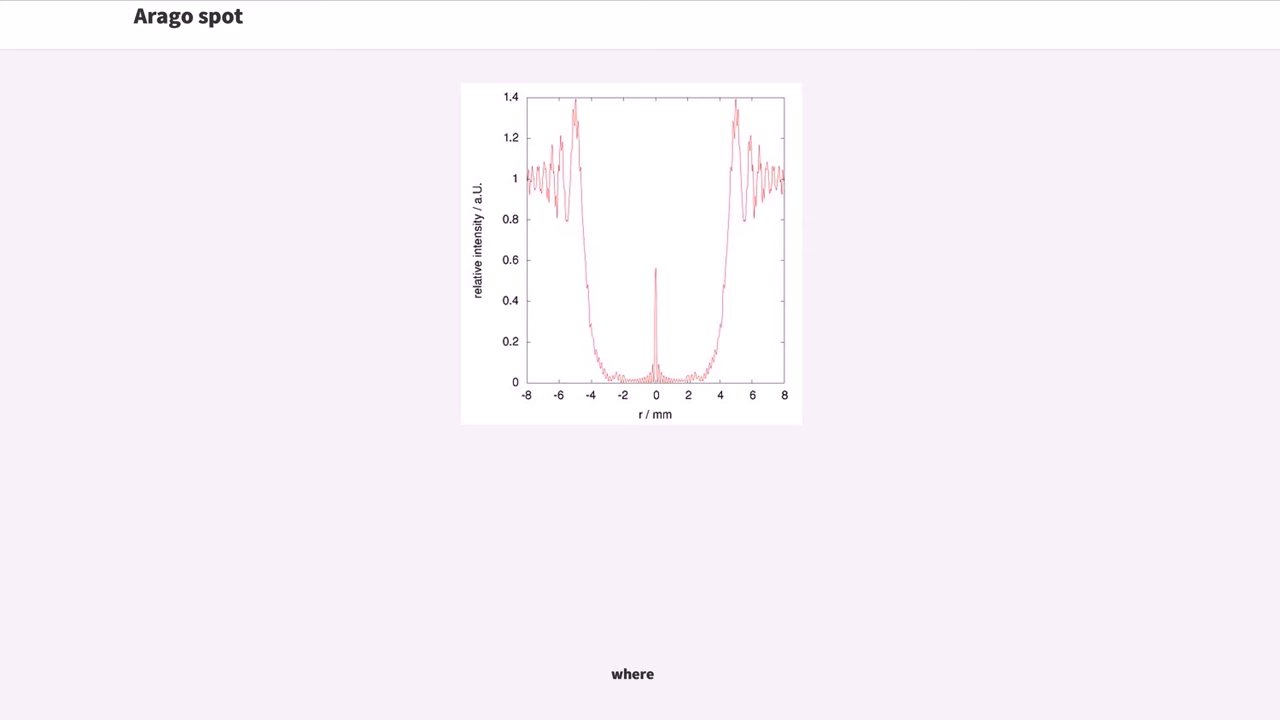 Arago spot
1.4
1.2
1
0.8
0.6
0.4
0.2
0
relative intensity / a.U.
-8 -6 -4 -2 0 2 4 6 8
r / mm
where